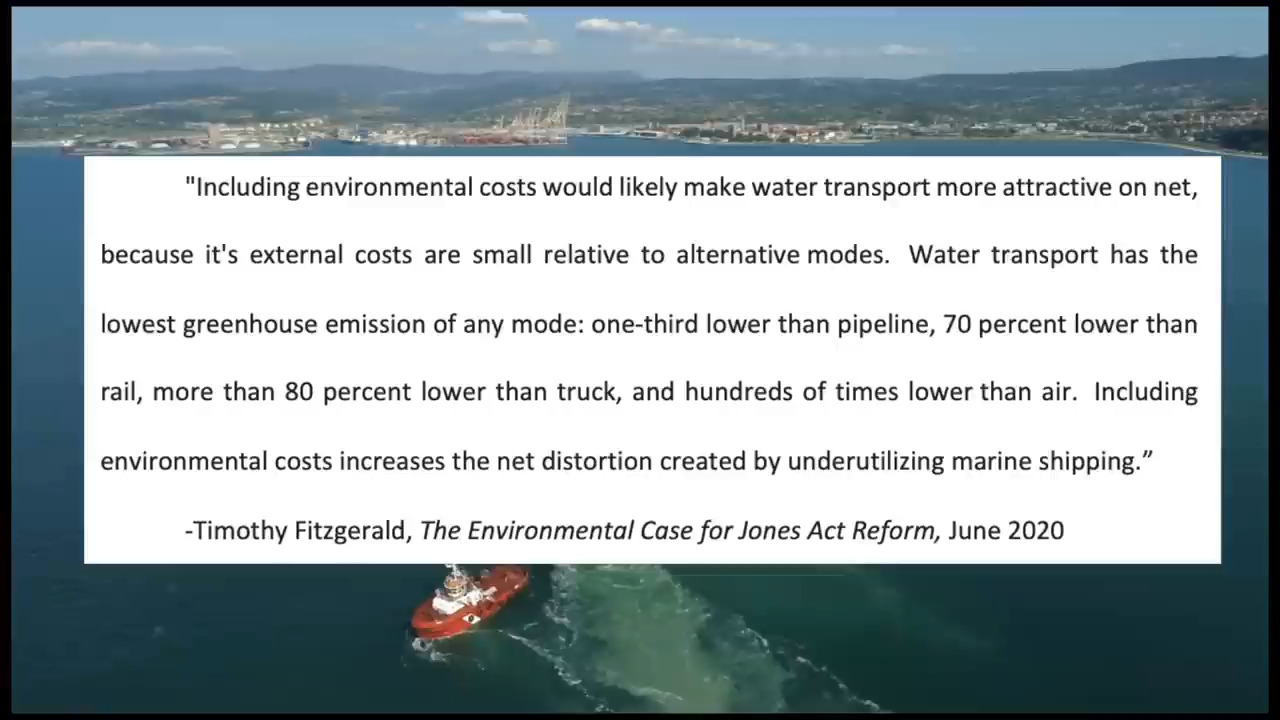 "Including environmental costs would likely make water transport more attractive on net,
because it's external costs are small relative to alternative modes. Water transport has the
lowest greenhouse emission of any mode: one-third lower than pipeline, 70 percent lower than
rail, more than 80 percent lower than truck, and hundreds of times lower than air. Including
environmental costs increases the net distortion created by underutilizing marine shipping.”
-Timothy Fitzgerald, The Environmental Case for Jones Act Reform, June 2020